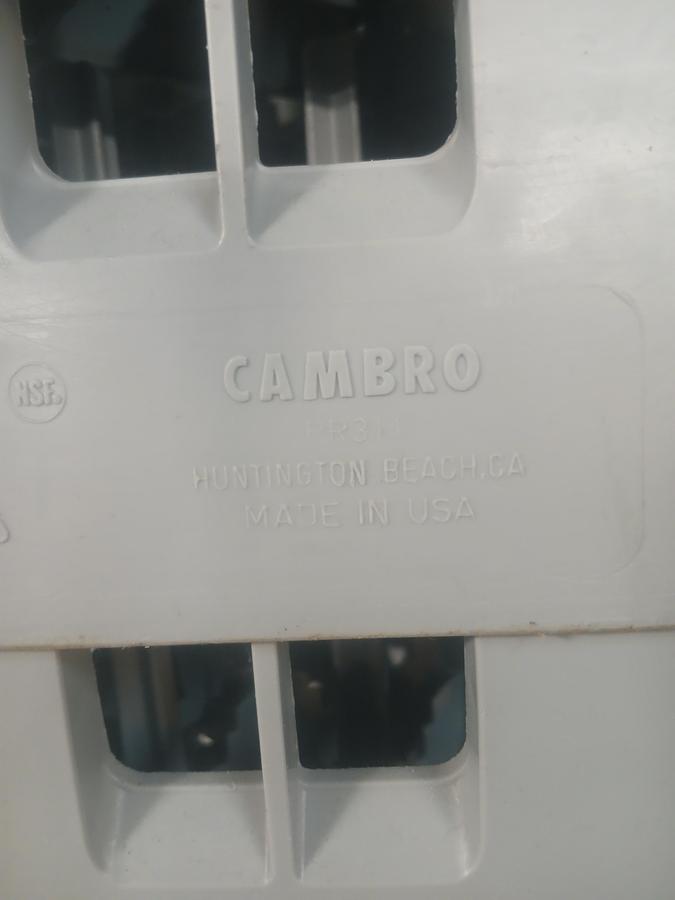 NSF®
CAMBRO
HUNTINGTON BEACH, CA
MADE IN USA